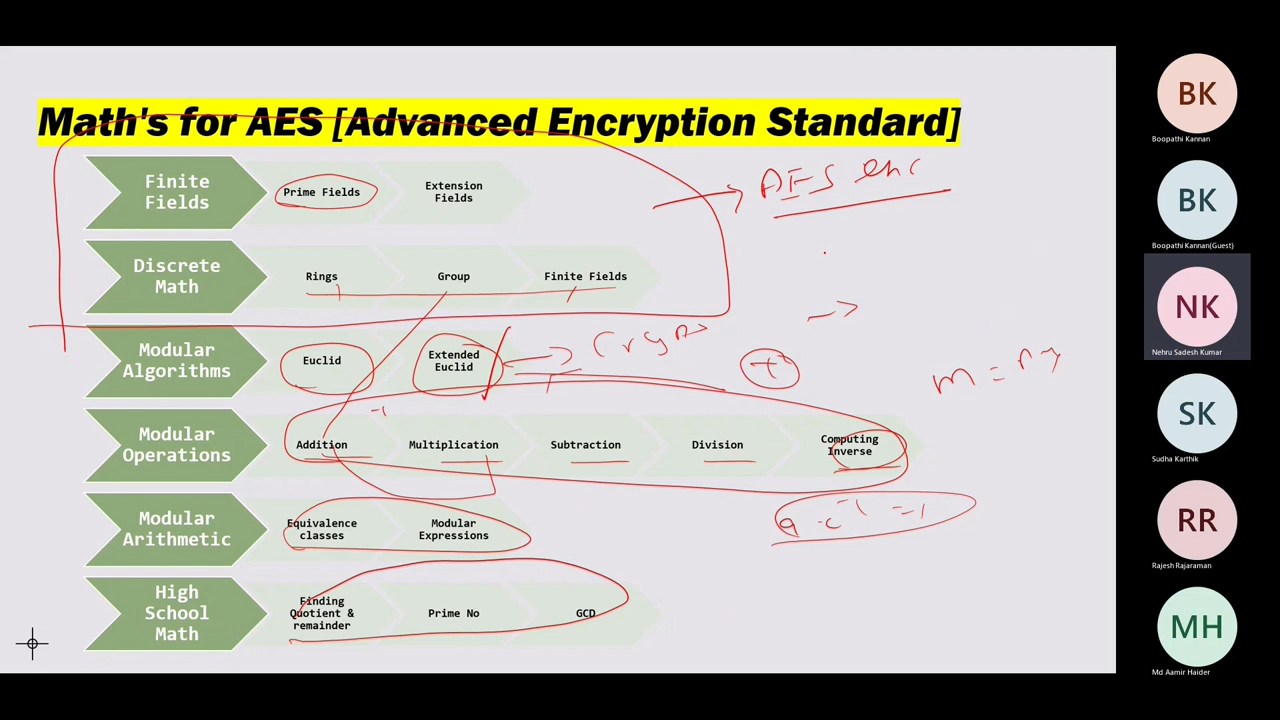 Math's for AES [Advanced Encryption Standard]
Finite
Fields
Prime Fields
Extension
Fields
AES enc
Discrete
Math
Rings
Group
Finite Fields
Modular
Algorithms
Euclid
Extended
Euclid
Modular
Operations
Addition
Multiplication
Subtraction
Division
Computing
Inverse
Modular
Arithmetic
Equivalence
classes
Modular
Expressions
High
School
Math
Finding
Quotient &
remainder
Prime No
GCD
BK
Boopathi Kannan
BK
Boopathi Kannan(Guest)
NK
Nehru Sadesh Kumar
SK
Sudha Karthik
RR
Rajesh Rajaraman
MH
Md Aamir Haider